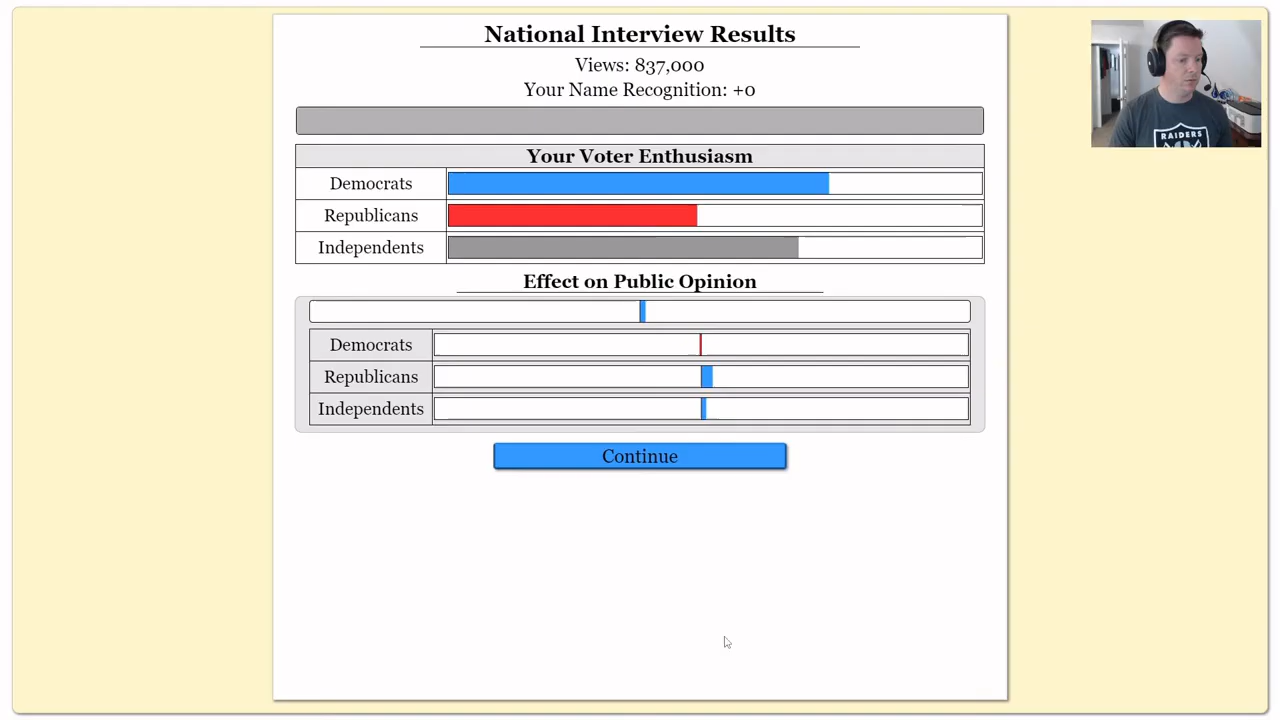 National Interview Results
Views: 837,000
Your Name Recognition: +0
Your Voter Enthusiasm
Democrats
Republicans
Independents
Effect on Public Opinion
Democrats
Republicans
Independents
Continue
RAIDERS